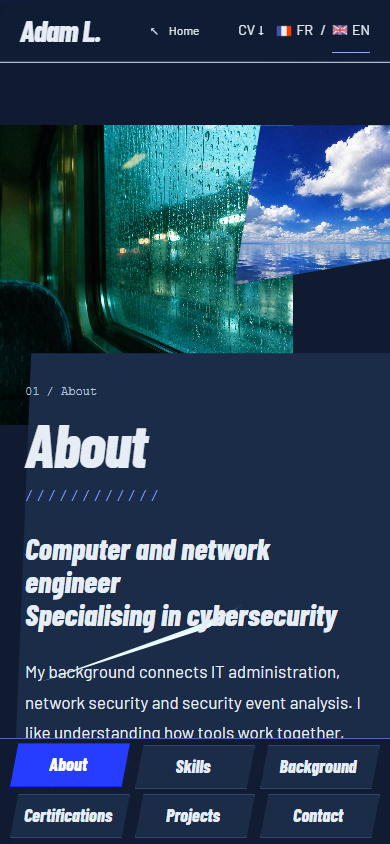 Adam L.
↖ Home
CV ↓
🇫🇷 FR / 🇬🇧 EN
01 / About
About
////////////
Computer and network
engineer
Specialising in cybersecurity
My background connects IT administration,
network security and security event analysis. I
like understanding how tools work together,
About
Skills
Background
Certifications
Projects
Contact